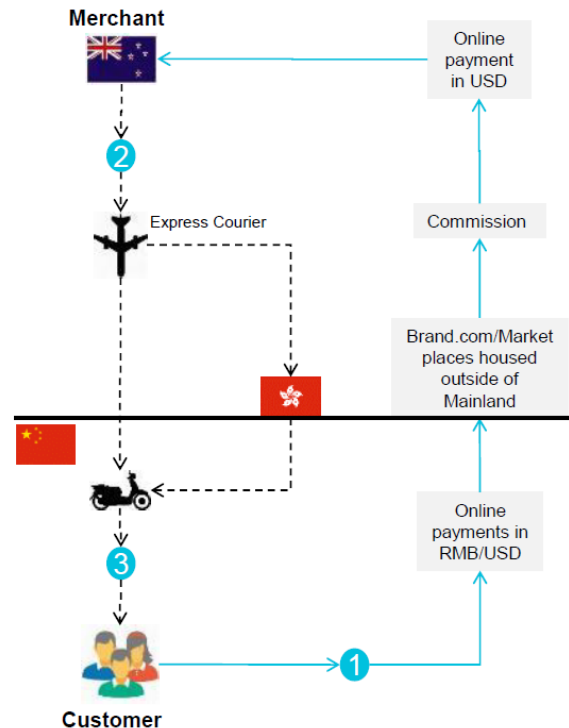 Merchant
Online
payment
in USD
2
Express Courier
Commission
Brand.com/Market
places housed
outside of
Mainland
Online
payments in
RMB/USD
3
1
Customer